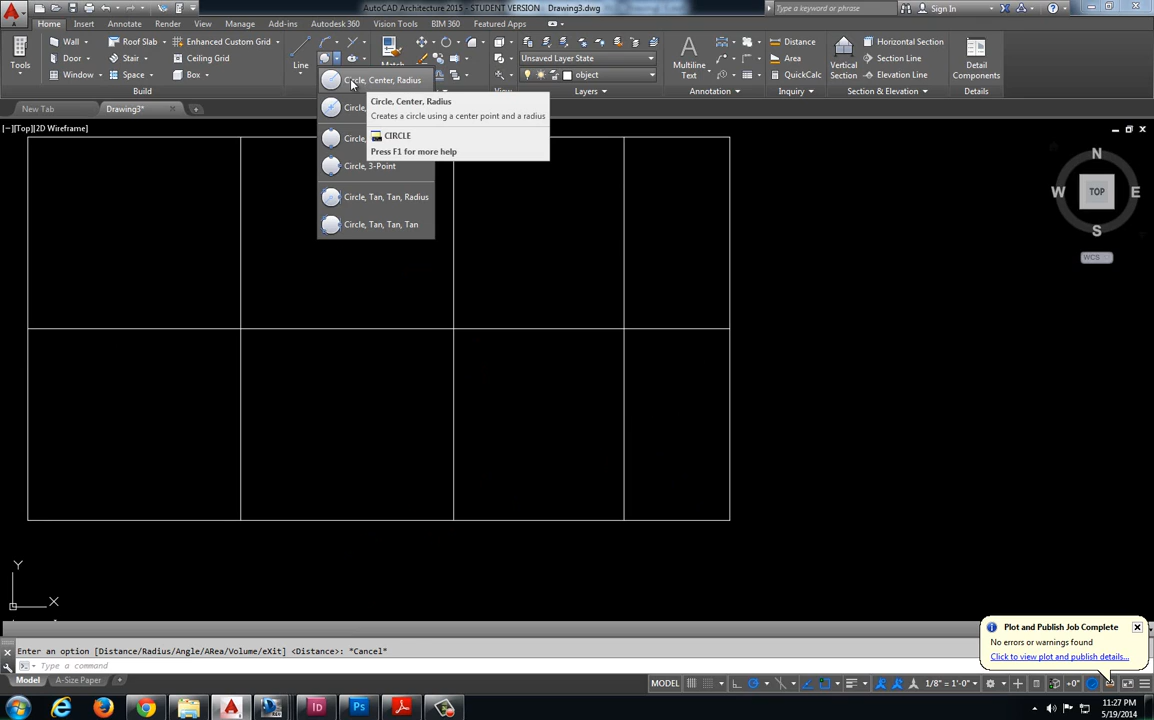 AutoCAD Architecture 2015 - STUDENT VERSION Drawing3.dwg
Type a keyword or phrase
Sign In
Home Insert Annotate Render View Manage Add-ins Autodesk 360 Vision Tools BIM 360 Featured Apps
Tools
Wall
Door
Window
Roof Slab
Stair
Space
Enhanced Custom Grid
Ceiling Grid
Box
Build
Line
Match
Unsaved Layer State
object
Layers
Multiline
Text
Distance
Area
QuickCalc
Annotation
Vertical
Section
Horizontal Section
Section Line
Elevation Line
Section & Elevation
Detail
Components
Details
New Tab
Drawing3*
[−][Top][2D Wireframe]
Circle, Center, Radius
Circle,
Circle,
Circle, 3-Point
Circle, Tan, Tan, Radius
Circle, Tan, Tan, Tan
Circle, Center, Radius
Creates a circle using a center point and a radius
CIRCLE
Press F1 for more help
N
W
TOP
E
S
WCS
Y
X
Plot and Publish Job Complete
No errors or warnings found
Click to view plot and publish details...
Enter an option [Distance/Radius/Angle/ARea/Volume/eXit] <Distance>: *Cancel*
Type a command
Model
A-Size Paper
MODEL
1/8" = 1'-0"
+0"
Id
Ps
11:27 PM
5/19/2014